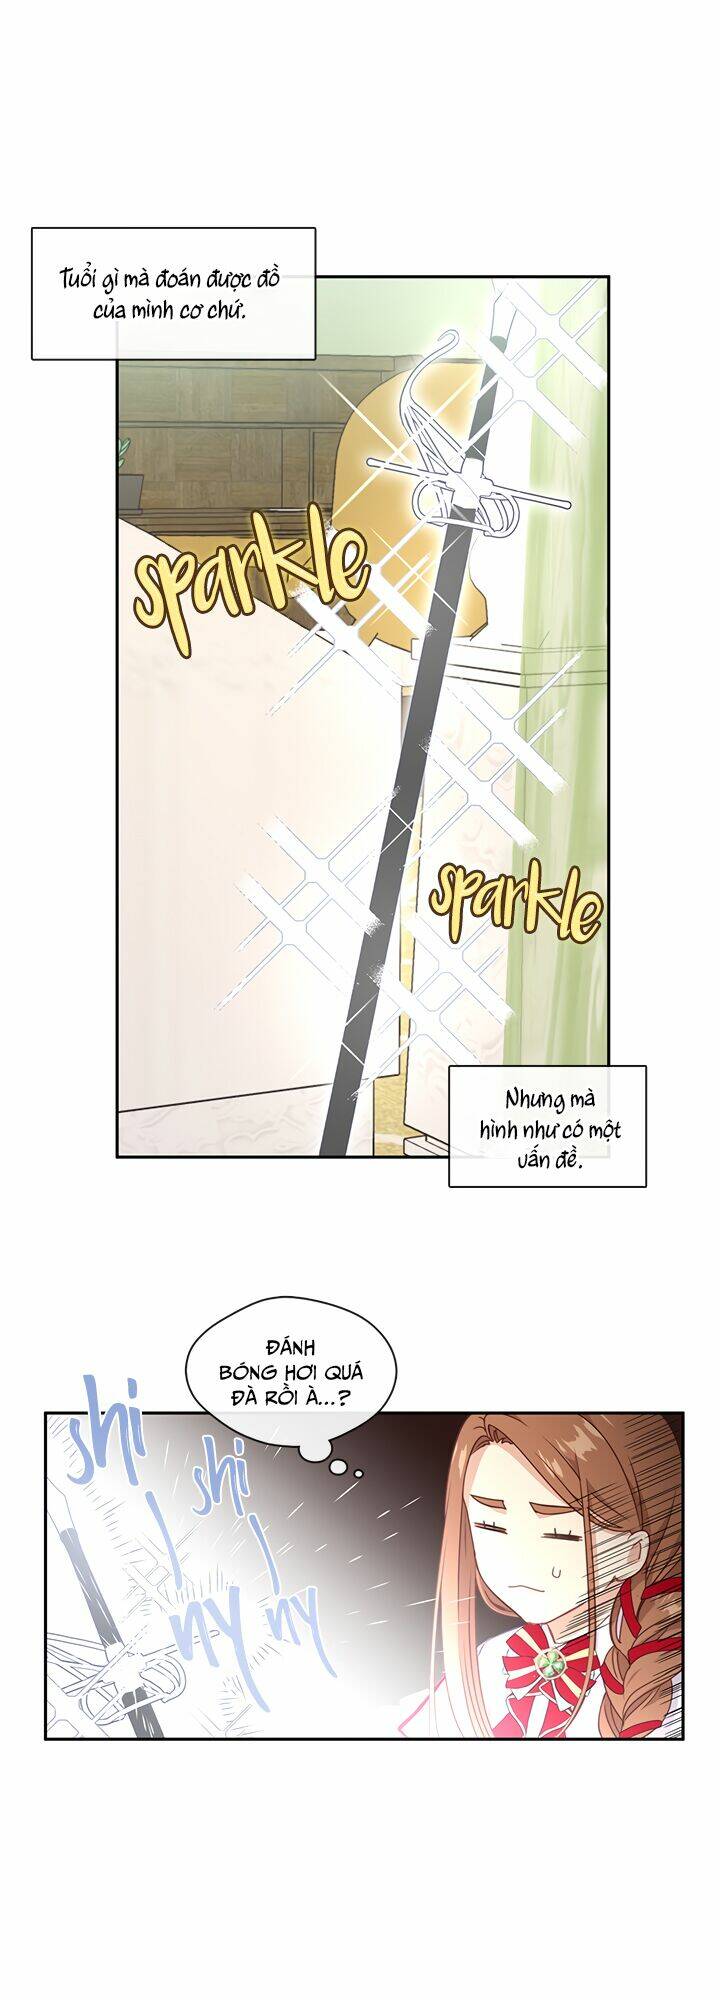 Tuổi gì mà đoán được đồ
của mình cơ chứ.
sparkle
sparkle
Nhưng mà
hình như có một
vấn đề.
ĐÁNH
BÓNG HƠI QUÁ
ĐÀ RỒI À...?
shi
ny
shi
ny